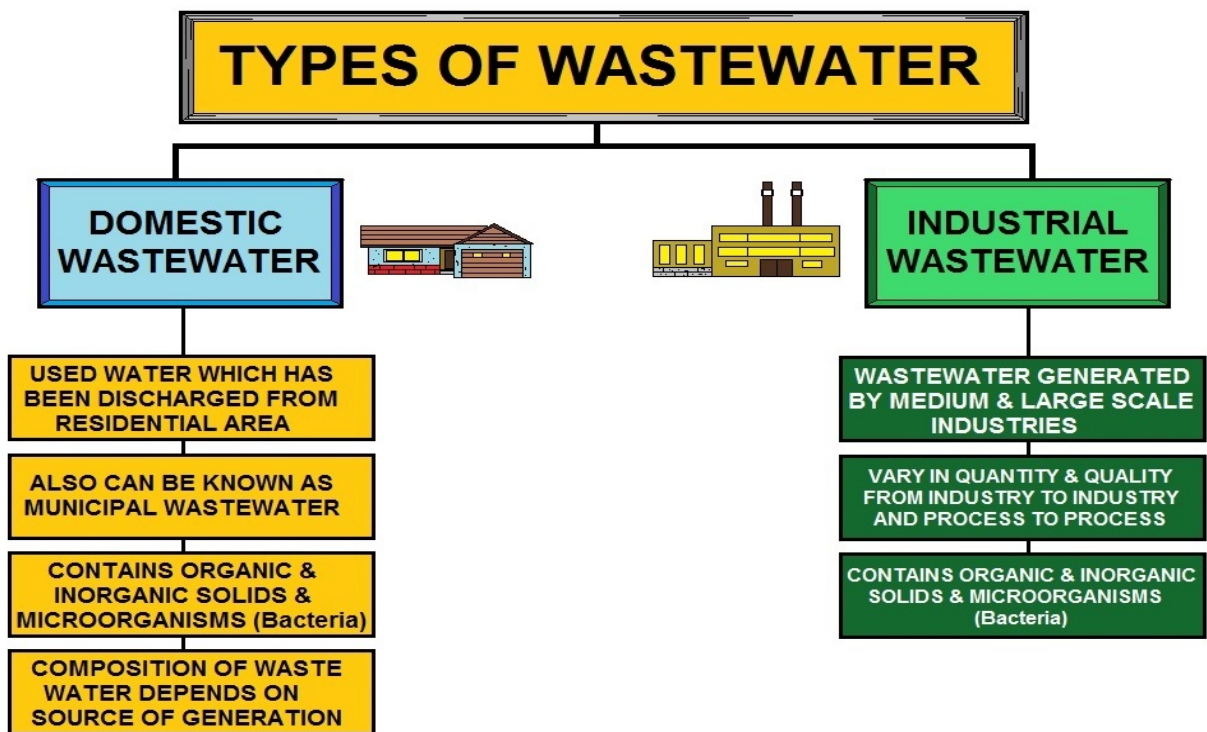 TYPES OF WASTEWATER
DOMESTIC
WASTEWATER
USED WATER WHICH HAS
BEEN DISCHARGED FROM
RESIDENTIAL AREA
ALSO CAN BE KNOWN AS
MUNICIPAL WASTEWATER
CONTAINS ORGANIC &
INORGANIC SOLIDS &
MICROORGANISMS (Bacteria)
COMPOSITION OF WASTE
WATER DEPENDS ON
SOURCE OF GENERATION
INDUSTRIAL
WASTEWATER
WASTEWATER GENERATED
BY MEDIUM & LARGE SCALE
INDUSTRIES
VARY IN QUANTITY & QUALITY
FROM INDUSTRY TO INDUSTRY
AND PROCESS TO PROCESS
CONTAINS ORGANIC & INORGANIC
SOLIDS & MICROORGANISMS
(Bacteria)